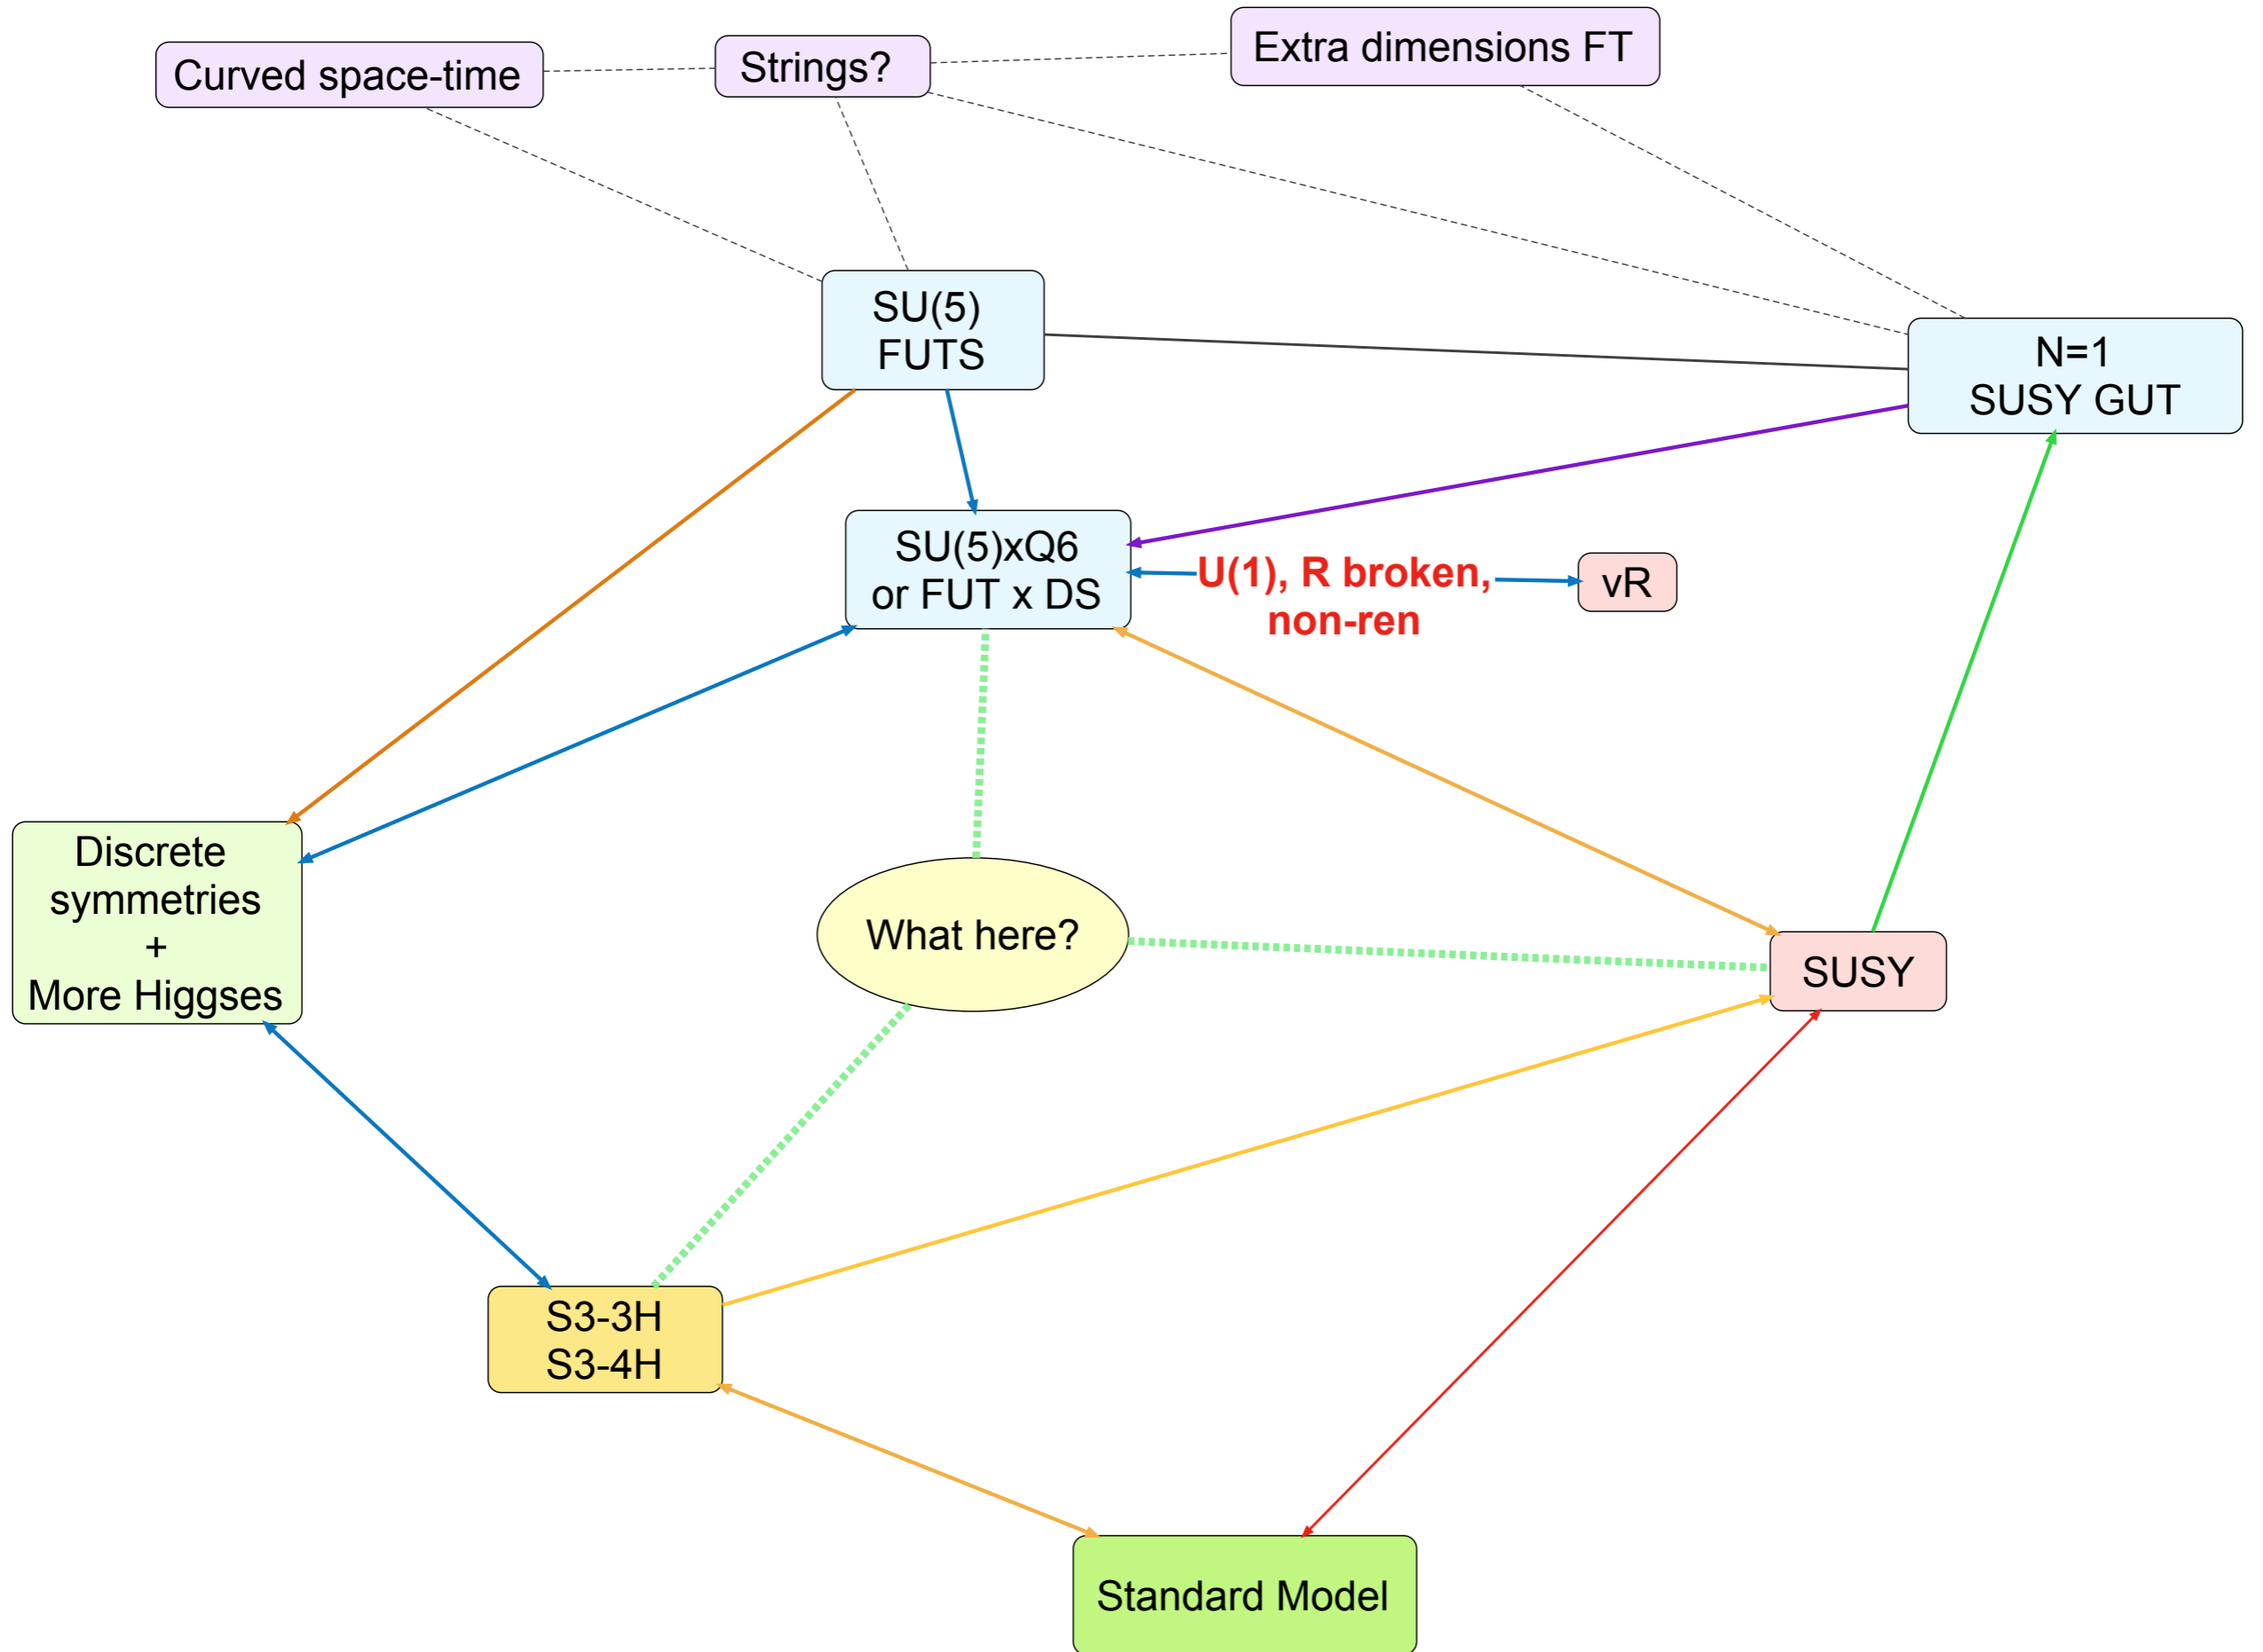 Curved space-time
Strings?
Extra dimensions FT
SU(5)
FUTS
N=1
SUSY GUT
SU(5)xQ6
or FUT x DS
U(1), R broken,
non-ren
vR
Discrete
symmetries
+
More Higgses
What here?
SUSY
S3-3H
S3-4H
Standard Model